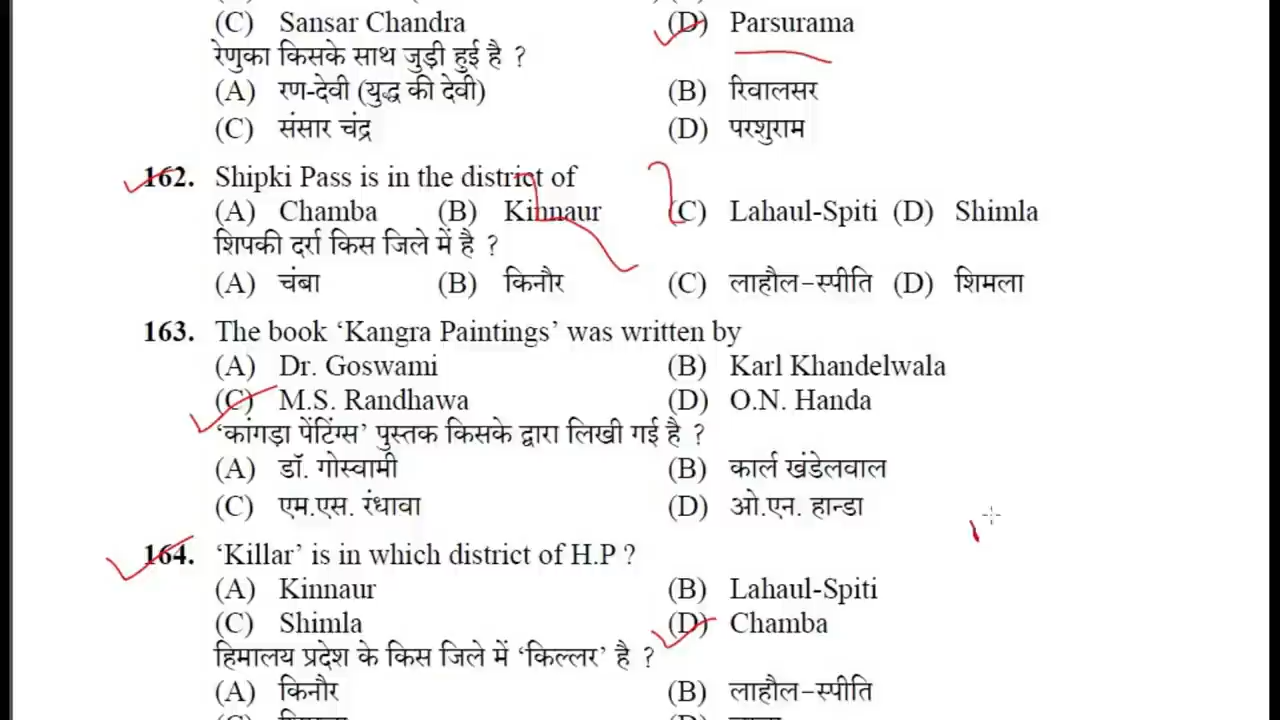 (C) Sansar Chandra (D) Parsurama
रेणुका किसके साथ जुड़ी हुई है ?
(A) रण-देवी (युद्ध की देवी) (B) रिवालसर
(C) संसार चंद्र (D) परशुराम
162. Shipki Pass is in the district of
(A) Chamba (B) Kinnaur (C) Lahaul-Spiti (D) Shimla
शिपकी दर्रा किस जिले में है ?
(A) चंबा (B) किनौर (C) लाहौल-स्पीति (D) शिमला
163. The book ‘Kangra Paintings’ was written by
(A) Dr. Goswami (B) Karl Khandelwala
(C) M.S. Randhawa (D) O.N. Handa
‘कांगड़ा पेंटिंग्स’ पुस्तक किसके द्वारा लिखी गई है ?
(A) डॉ. गोस्वामी (B) कार्ल खंडेलवाल
(C) एम.एस. रंधावा (D) ओ.एन. हान्डा
164. ‘Killar’ is in which district of H.P ?
(A) Kinnaur (B) Lahaul-Spiti
(C) Shimla (D) Chamba
हिमालय प्रदेश के किस जिले में ‘किल्लर’ है ?
(A) किनौर (B) लाहौल-स्पीति